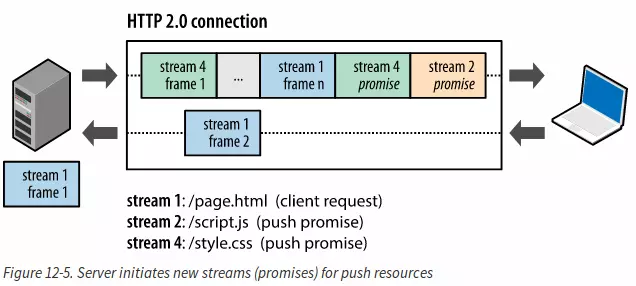 HTTP 2.0 connection
stream 4
frame 1
...
stream 1
frame n
stream 4
promise
stream 2
promise
stream 1
frame 2
stream 1
frame 1
stream 1: /page.html (client request)
stream 2: /script.js (push promise)
stream 4: /style.css (push promise)
Figure 12-5. Server initiates new streams (promises) for push resources